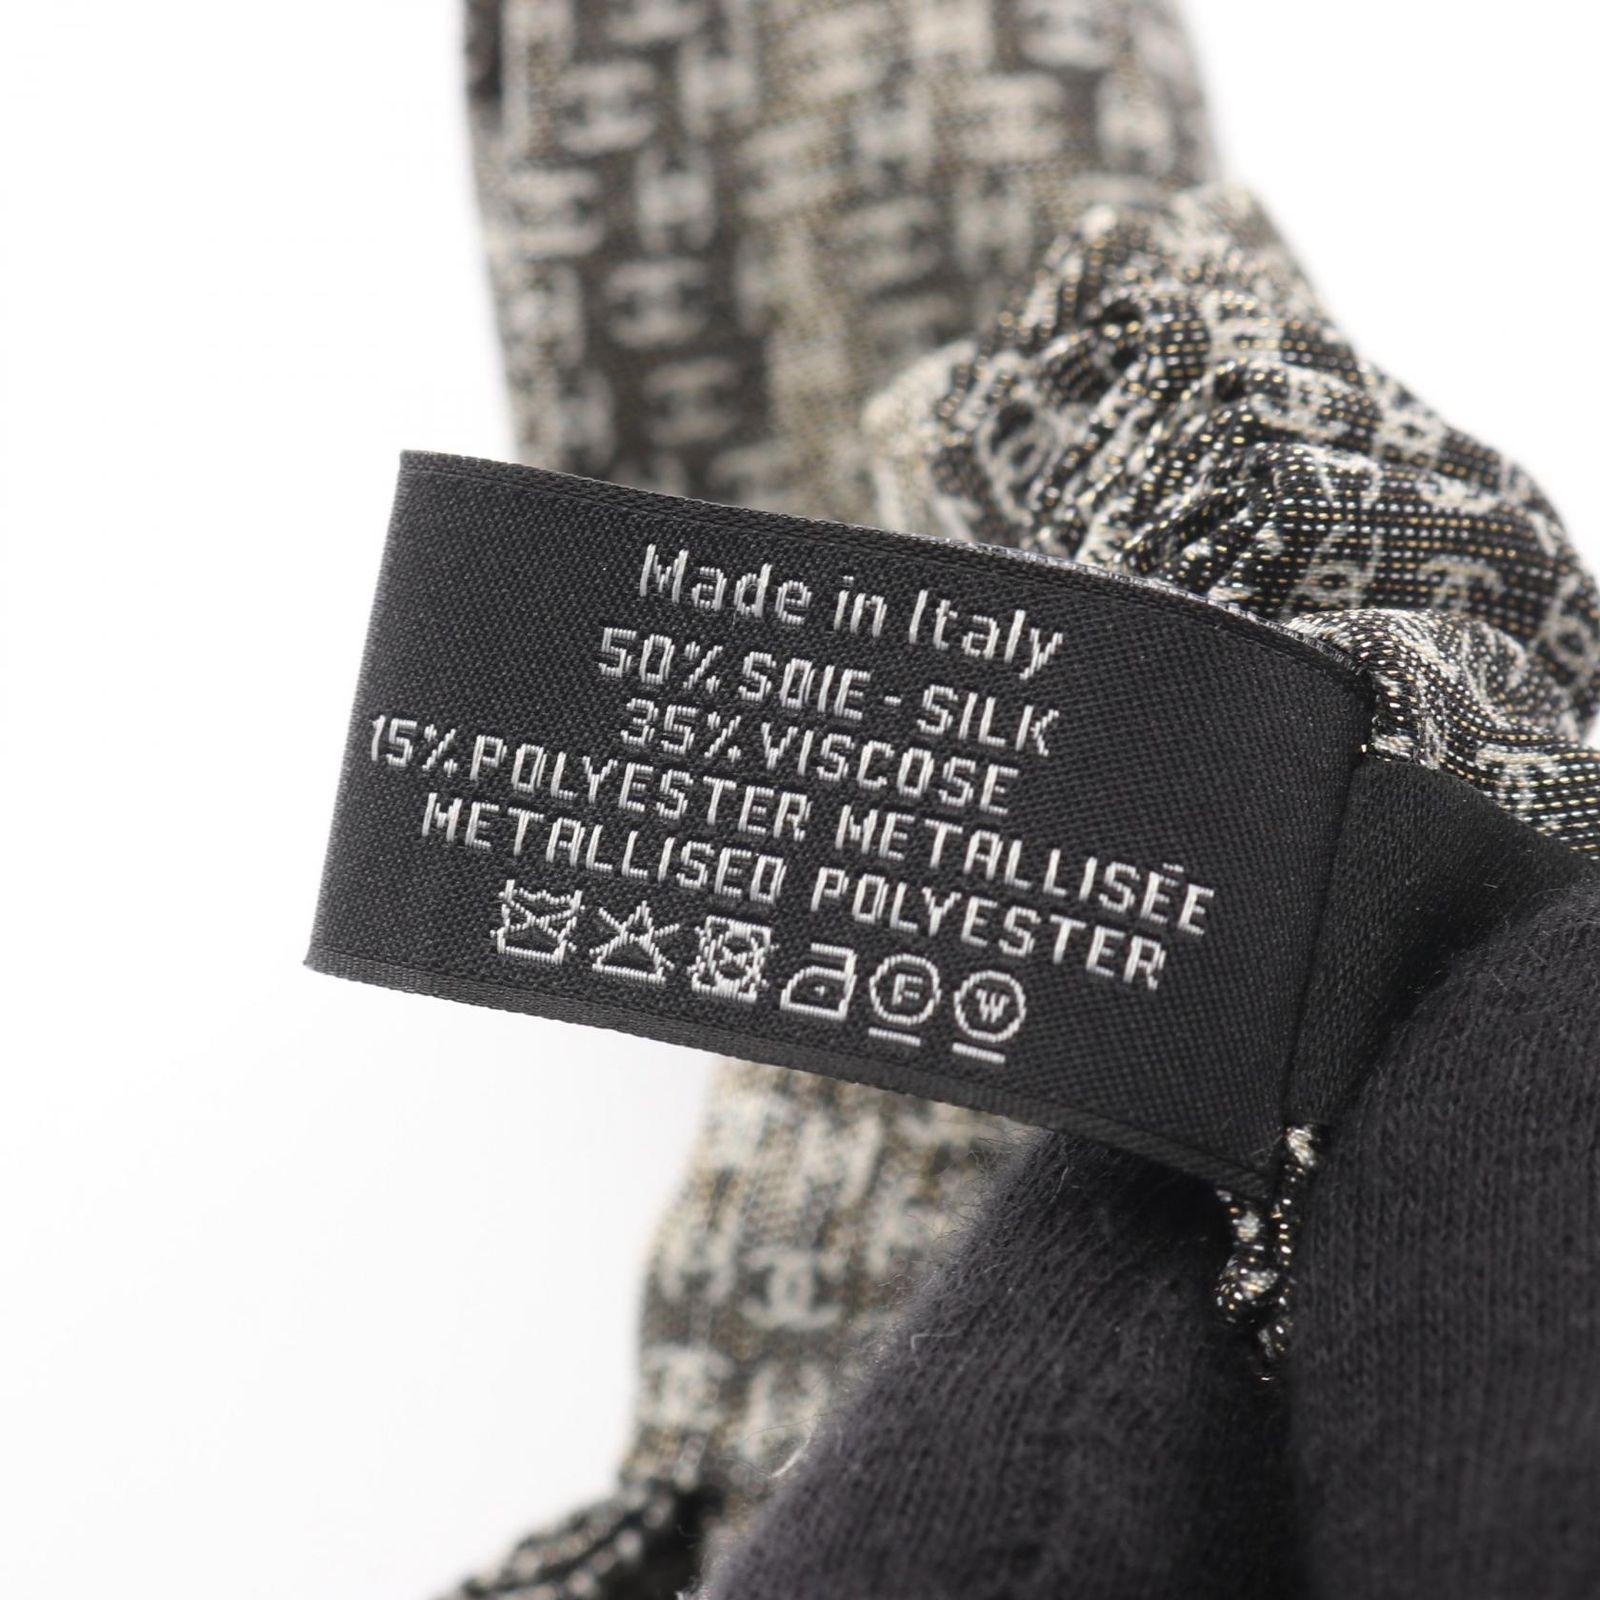 Made in Italy
50% SOIE - SILK
35% VISCOSE
15% POLYESTER METALLISÉE
METALLISED POLYESTER
F W